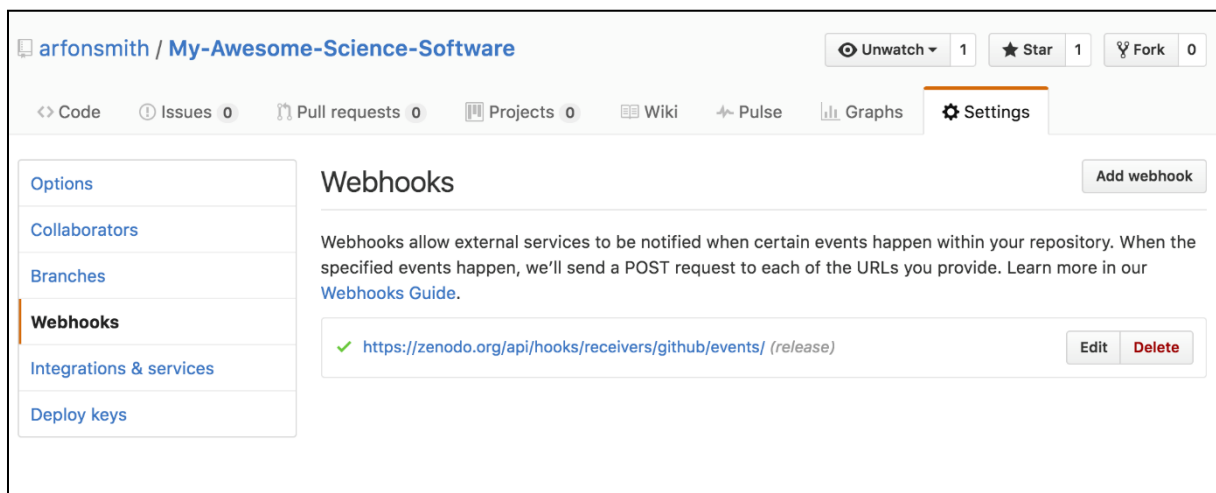 arfonsmith / My-Awesome-Science-Software
Unwatch 1 Star 1 Fork 0
Code Issues 0 Pull requests 0 Projects 0 Wiki Pulse Graphs Settings
Options
Collaborators
Branches
Webhooks
Integrations & services
Deploy keys
Webhooks
Add webhook
Webhooks allow external services to be notified when certain events happen within your repository. When the
specified events happen, we’ll send a POST request to each of the URLs you provide. Learn more in our
Webhooks Guide.
https://zenodo.org/api/hooks/receivers/github/events/ (release)
Edit Delete